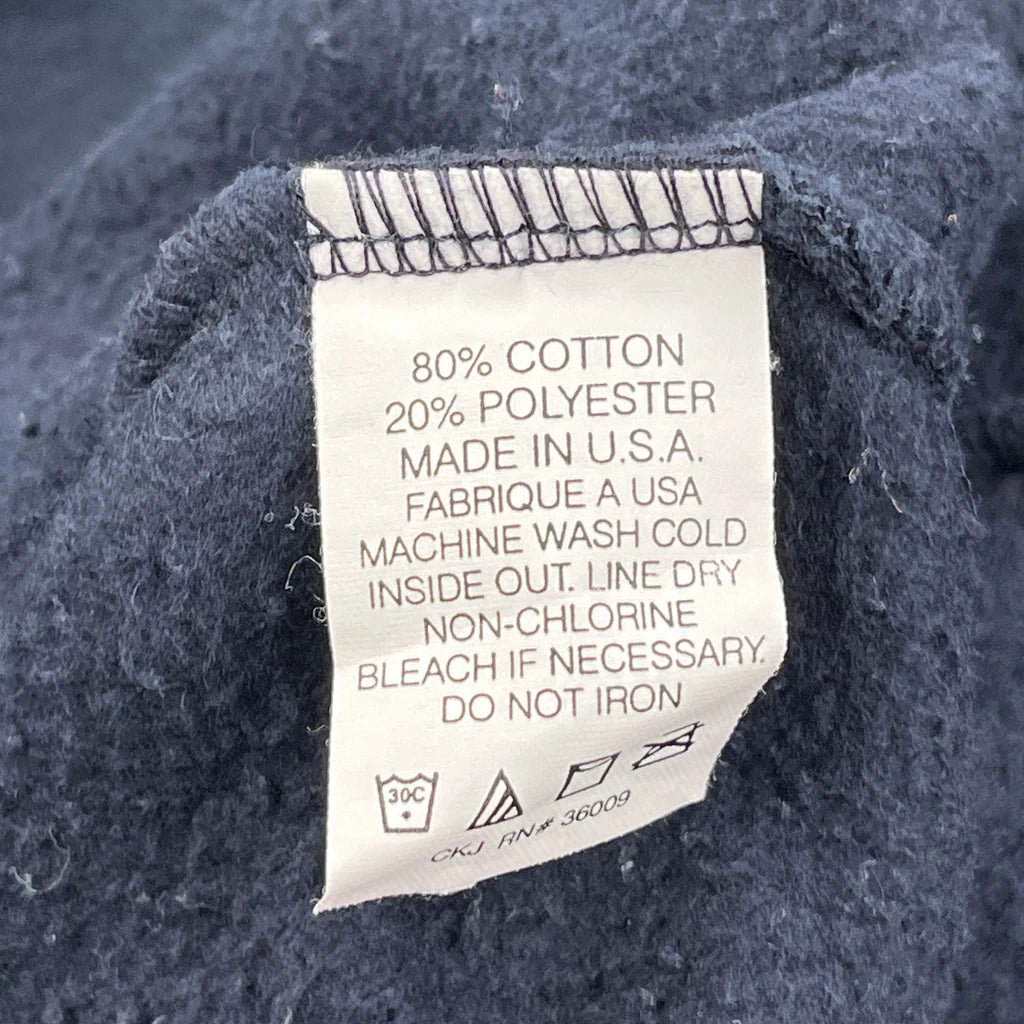 80% COTTON
20% POLYESTER
MADE IN U.S.A.
FABRIQUE A USA
MACHINE WASH COLD
INSIDE OUT. LINE DRY
NON-CHLORINE
BLEACH IF NECESSARY.
DO NOT IRON
30C
CKJ RN# 36009